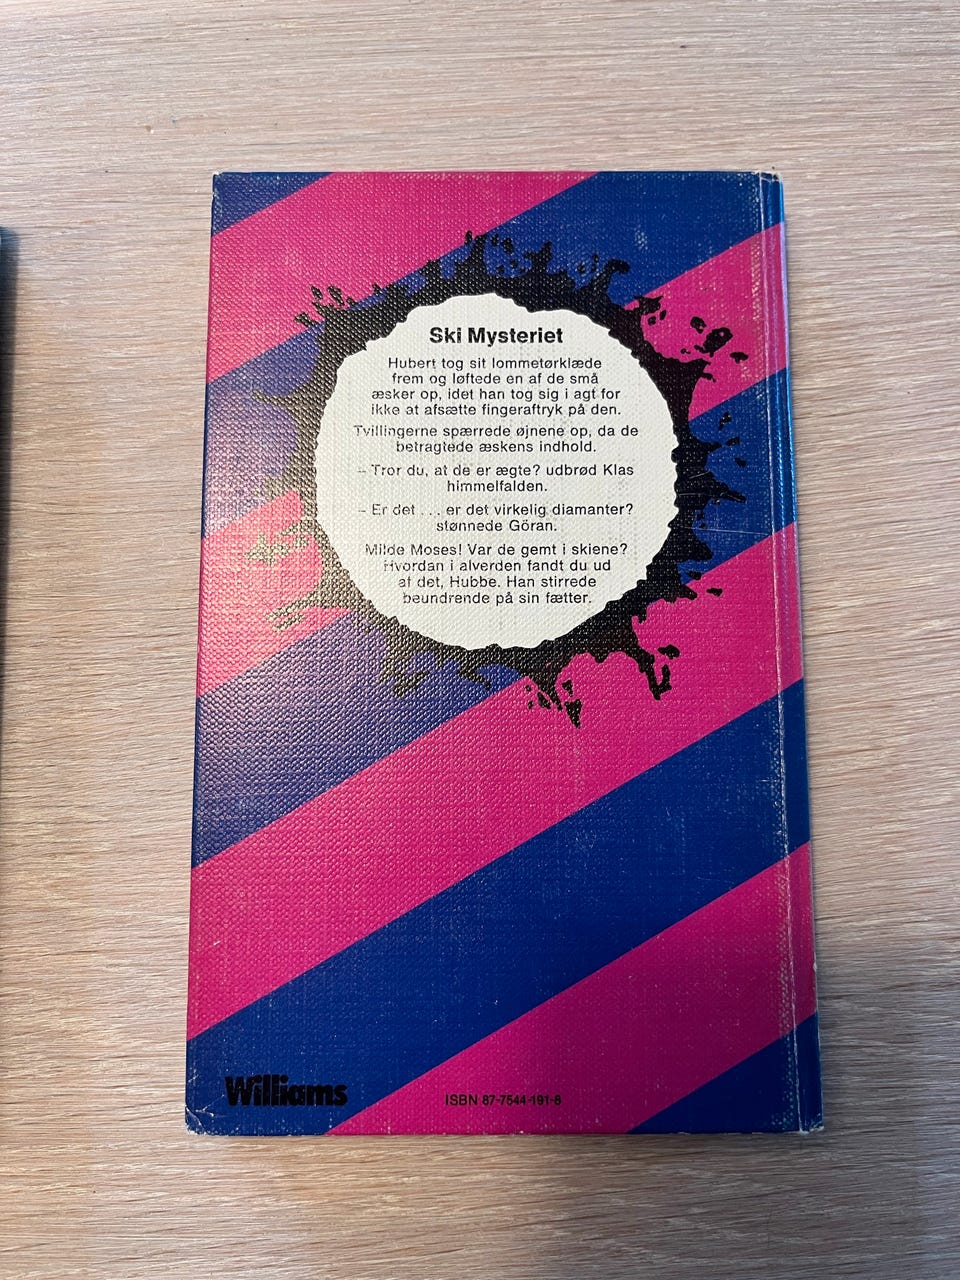 Ski Mysteriet
Hubert tog sit lommetørklæde
frem og løftede en af de små
æsker op, idet han tog sig i agt for
ikke at afsætte fingeraftryk på den.
Tvillingerne spærrede øjnene op, da de
betragtede æskens indhold.
– Tror du, at de er ægte? udbrød Klas
himmelfalden.
– Er det . . . er det virkelig diamanter?
stønnede Göran.
Milde Moses! Var de gemt i skiene?
Hvordan i alverden fandt du ud
af det, Hubbe. Han stirrede
beundrende på sin fætter.
Williams
ISBN 87-7544-191-8